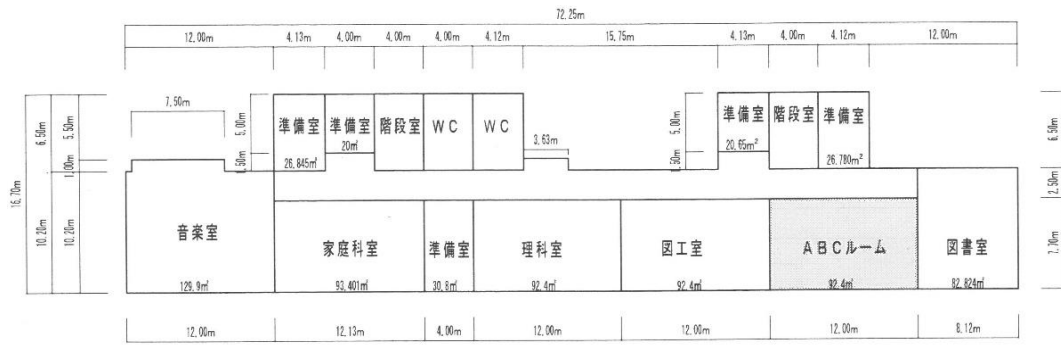 72.25m
12.00m 4.13m 4.00m 4.00m 4.00m 4.12m 15.75m 4.13m 4.00m 4.12m 12.00m
7.50m
16.70m
6.50m
5.50m
1.00m
10.20m
10.20m
5.00m
1.50m
準備室
26.845㎡
準備室
20㎡
階段室
WC
WC
3.63m
5.00m
1.50m
準備室
20.65m²
階段室
準備室
26.780m²
6.50m
2.50m
7.70m
音楽室
129.9㎡
家庭科室
93.401㎡
準備室
30.8㎡
理科室
92.4㎡
図工室
92.4㎡
ABCルーム
92.4㎡
図書室
82.824㎡
12.00m 12.13m 4.00m 12.00m 12.00m 12.00m 8.12m